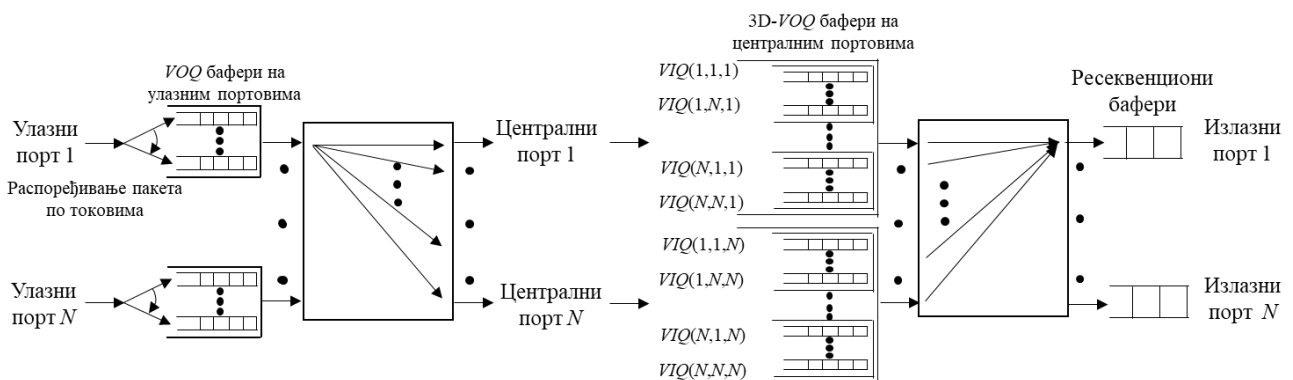 3D-VOQ бафери на
централним портовима
VOQ бафери на
улазним портовима
Улазни
порт 1
Распоређивање пакета
по токовима
Улазни
порт N
Централни
порт 1
Централни
порт N
VIQ(1,1,1)
VIQ(1,N,1)
VIQ(N,1,1)
VIQ(N,N,1)
VIQ(1,1,N)
VIQ(1,N,N)
VIQ(N,1,N)
VIQ(N,N,N)
Ресеквенциони
бафери
Излазни
порт 1
Излазни
порт N